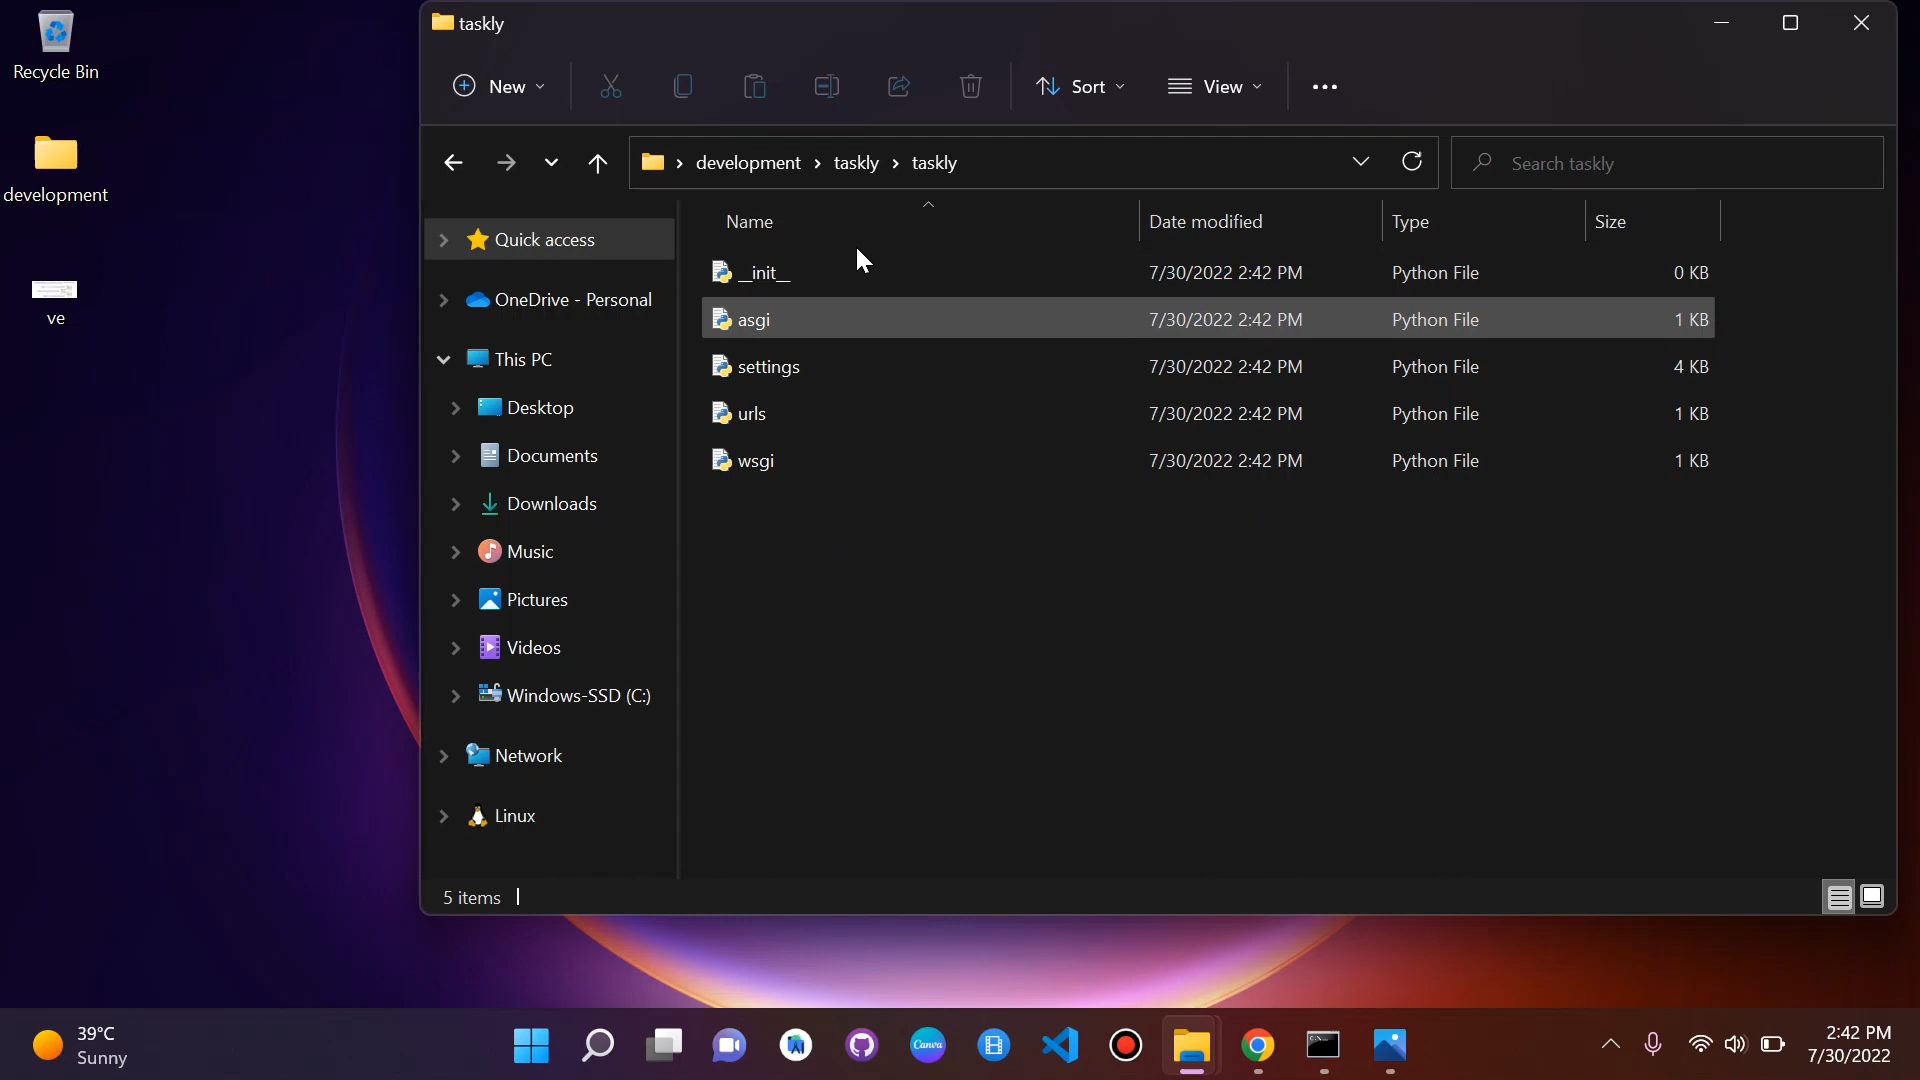 Recycle Bin
development
ve
taskly
New
Sort
View
development taskly taskly
Search taskly
Name Date modified Type Size
__init__ 7/30/2022 2:42 PM Python File 0 KB
asgi 7/30/2022 2:42 PM Python File 1 KB
settings 7/30/2022 2:42 PM Python File 4 KB
urls 7/30/2022 2:42 PM Python File 1 KB
wsgi 7/30/2022 2:42 PM Python File 1 KB
Quick access
OneDrive - Personal
This PC
Desktop
Documents
Downloads
Music
Pictures
Videos
Windows-SSD (C:)
Network
Linux
5 items
39°C
Sunny
Canva
2:42 PM
7/30/2022